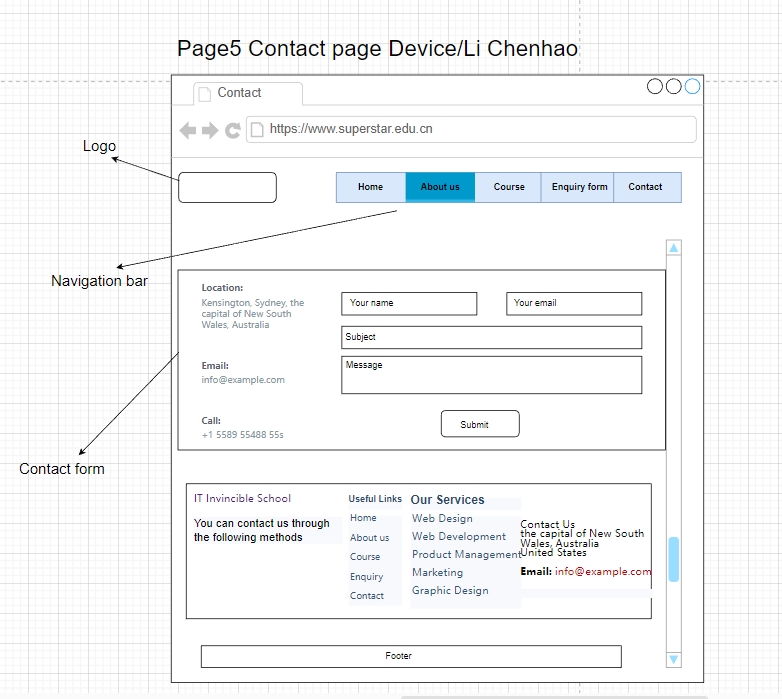 Page5 Contact page Device/Li Chenhao
Contact
https://www.superstar.edu.cn
Logo
Home
About us
Course
Enquiry form
Contact
Navigation bar
Location:
Kensington, Sydney, the
capital of New South
Wales, Australia
Your name
Your email
Subject
Email:
info@example.com
Message
Call:
+1 5589 55488 55s
Submit
Contact form
IT Invincible School
You can contact us through
the following methods
Useful Links
Home
About us
Course
Enquiry
Contact
Our Services
Web Design
Web Development
Product Management
Marketing
Graphic Design
Contact Us
the capital of New South
Wales, Australia
United States
Email: info@example.com
Footer